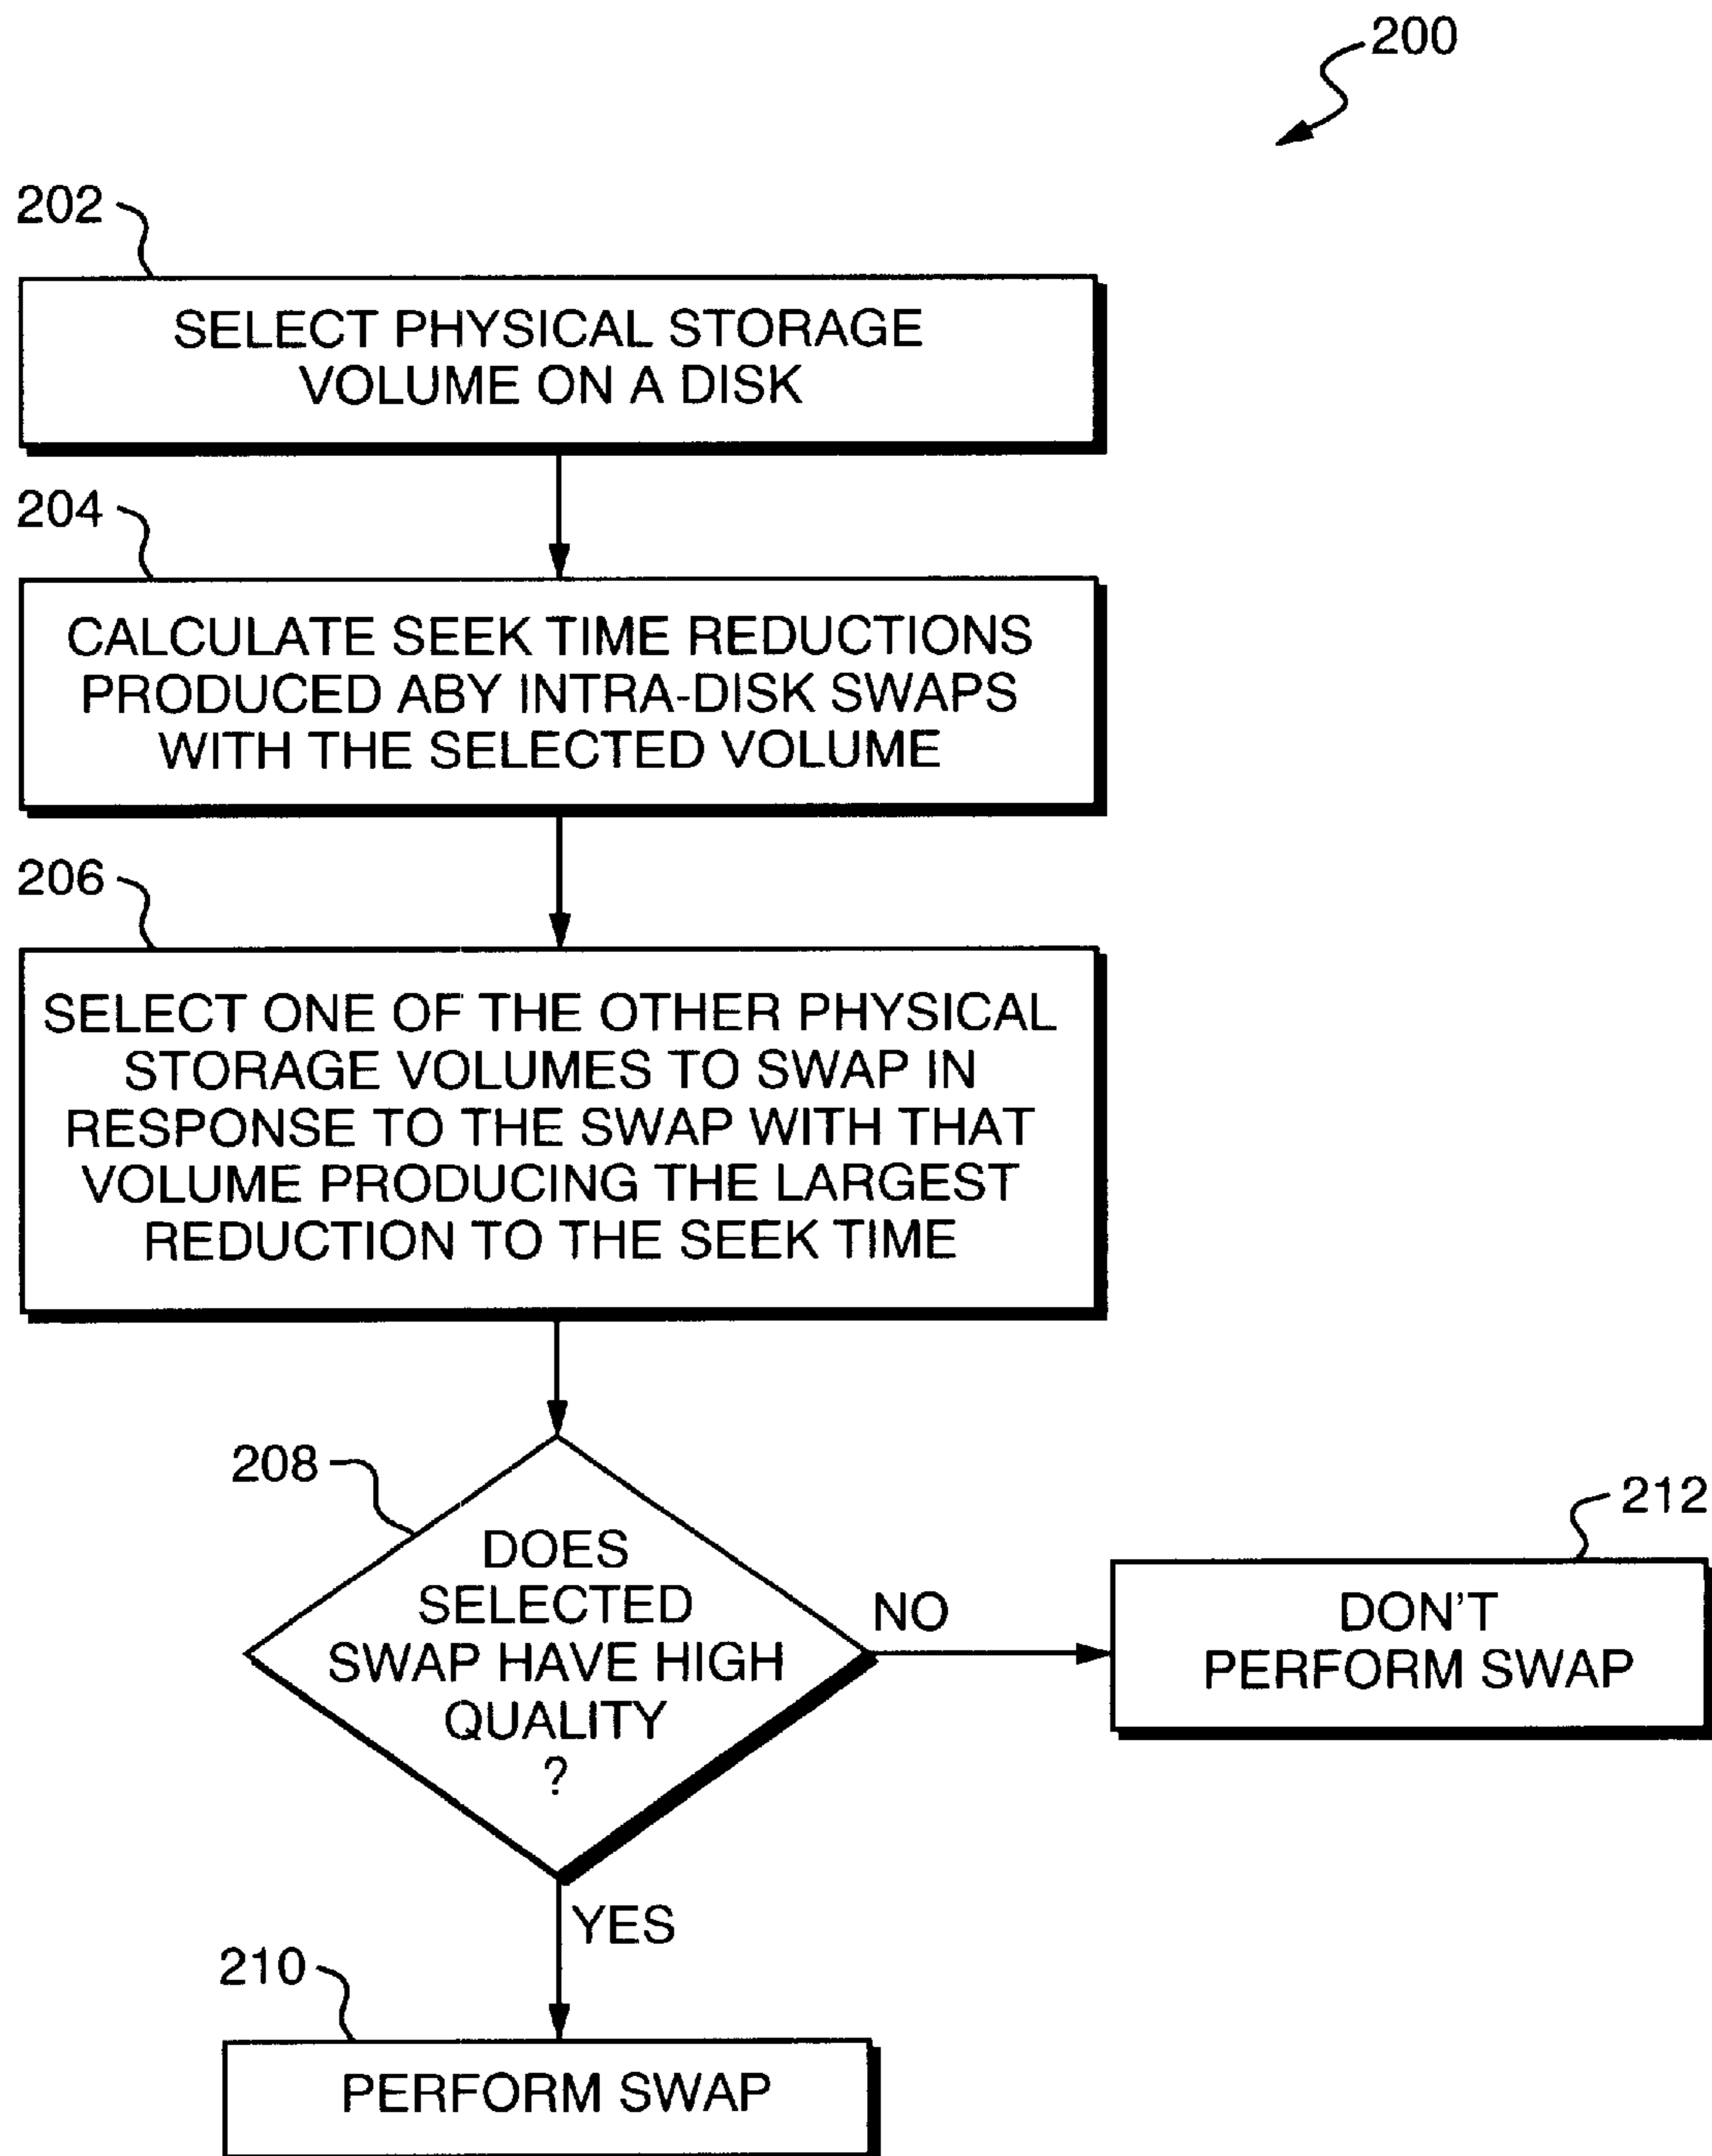 200
202
SELECT PHYSICAL STORAGE
VOLUME ON A DISK
204
CALCULATE SEEK TIME REDUCTIONS
PRODUCED ABY INTRA-DISK SWAPS
WITH THE SELECTED VOLUME
206
SELECT ONE OF THE OTHER PHYSICAL
STORAGE VOLUMES TO SWAP IN
RESPONSE TO THE SWAP WITH THAT
VOLUME PRODUCING THE LARGEST
REDUCTION TO THE SEEK TIME
208
DOES
SELECTED
SWAP HAVE HIGH
QUALITY
?
NO
212
DON'T
PERFORM SWAP
YES
210
PERFORM SWAP